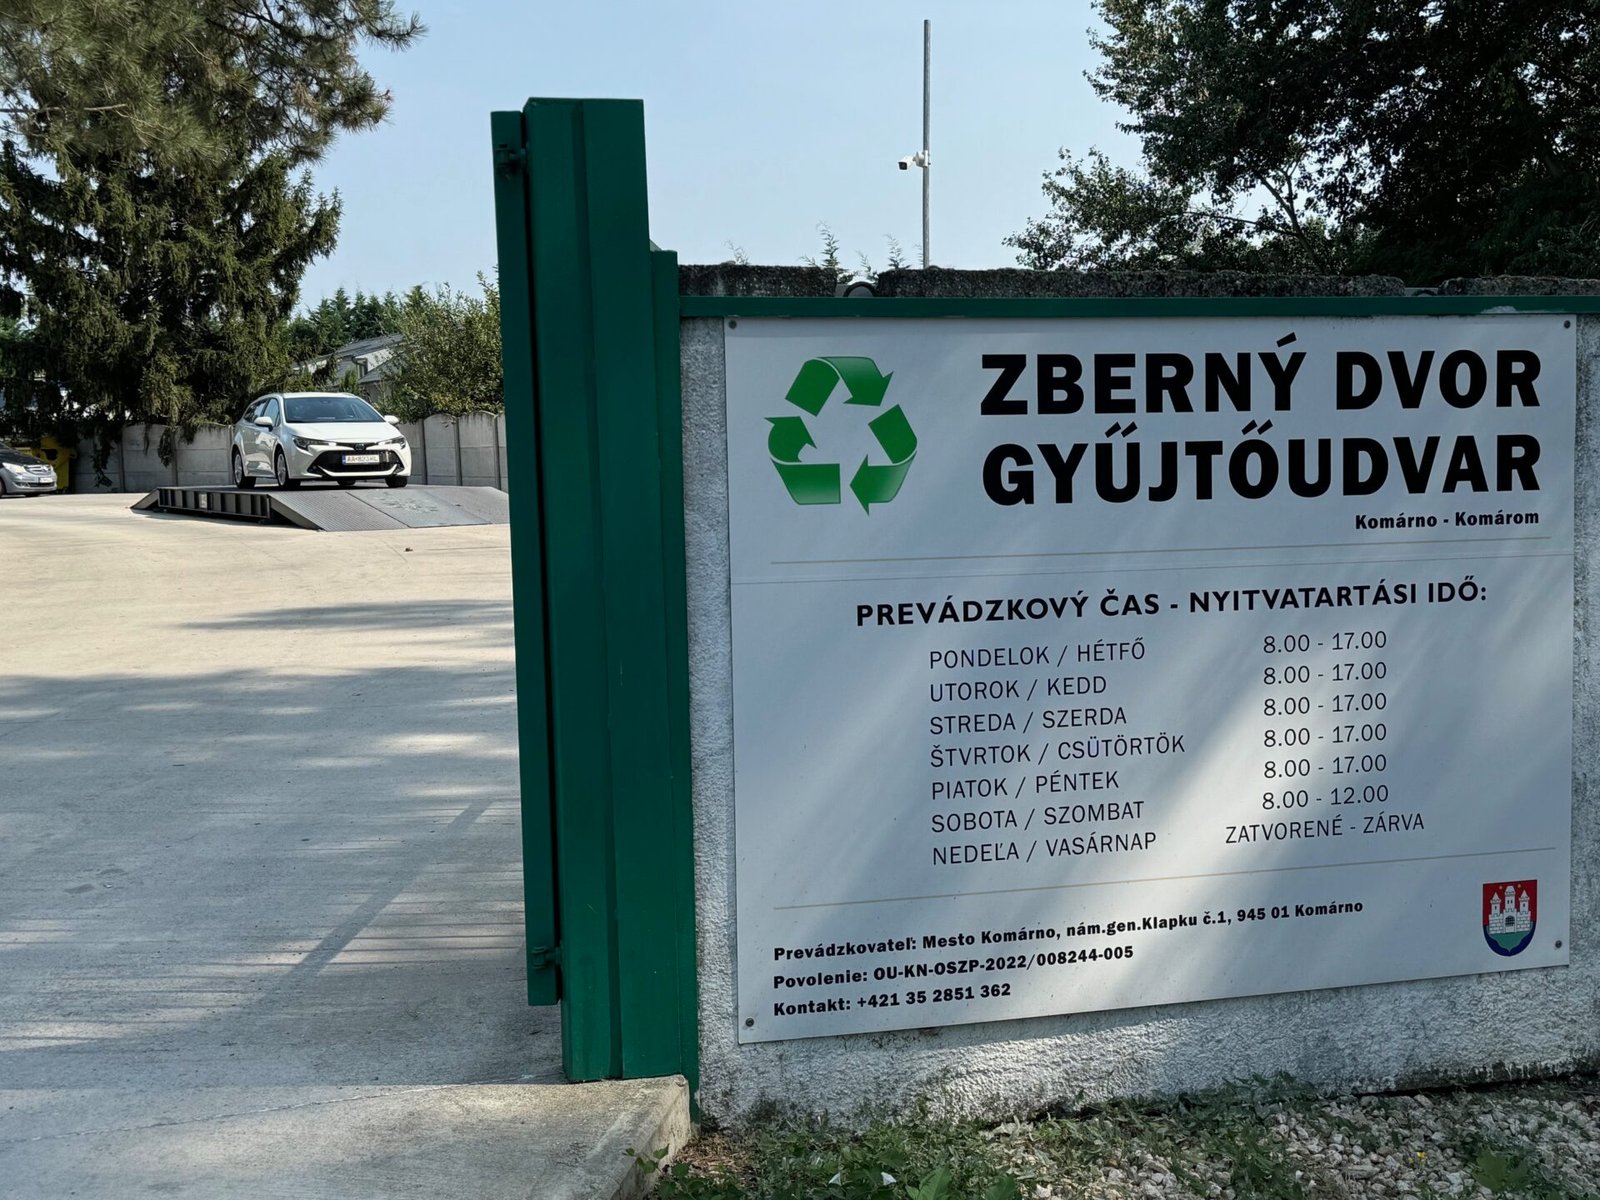 ZBERNÝ DVOR
GYŰJTŐUDVAR
Komárno - Komárom
PREVÁDZKOVÝ ČAS - NYITVATARTÁSI IDŐ:
PONDELOK / HÉTFŐ 8.00 - 17.00
UTOROK / KEDD 8.00 - 17.00
STREDA / SZERDA 8.00 - 17.00
ŠTVRTOK / CSÜTÖRTÖK 8.00 - 17.00
PIATOK / PÉNTEK 8.00 - 17.00
SOBOTA / SZOMBAT 8.00 - 12.00
NEDEĽA / VASÁRNAP ZATVORENÉ - ZÁRVA
Prevádzkovateľ: Mesto Komárno, nám.gen.Klapku č.1, 945 01 Komárno
Povolenie: OU-KN-OSZP-2022/008244-005
Kontakt: +421 35 2851 362